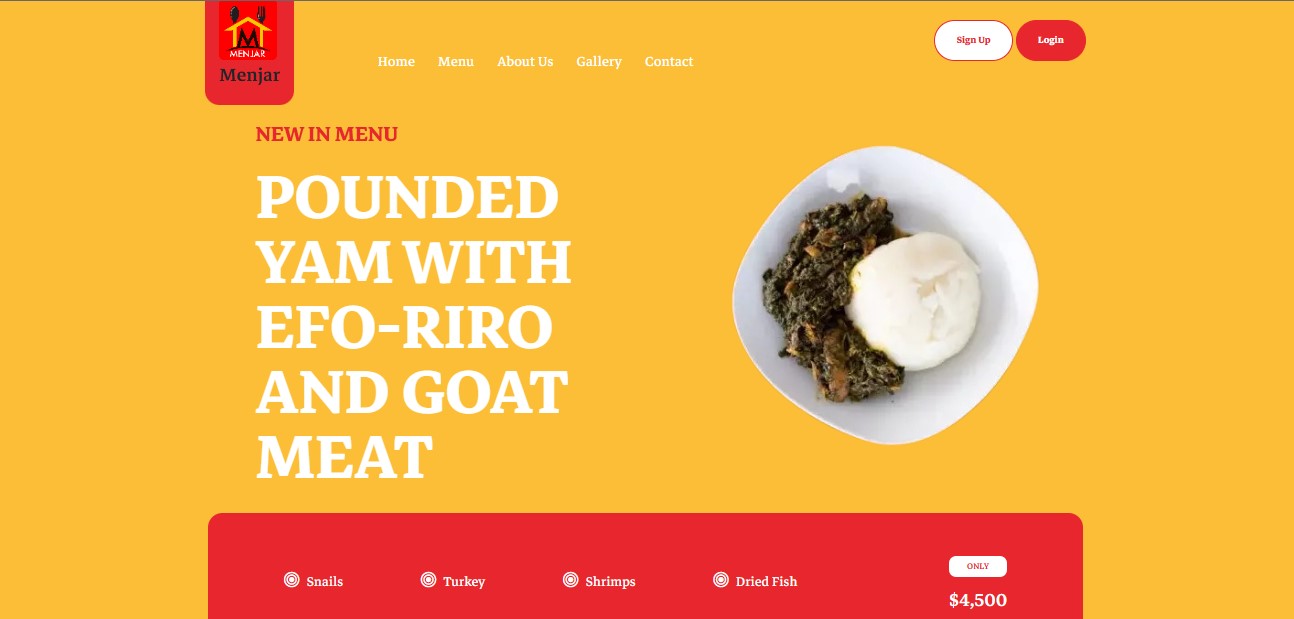 MENJAR
Menjar
Home Menu About Us Gallery Contact
Sign Up Login
NEW IN MENU
POUNDED
YAM WITH
EFO-RIRO
AND GOAT
MEAT
Snails Turkey Shrimps Dried Fish
ONLY
$4,500